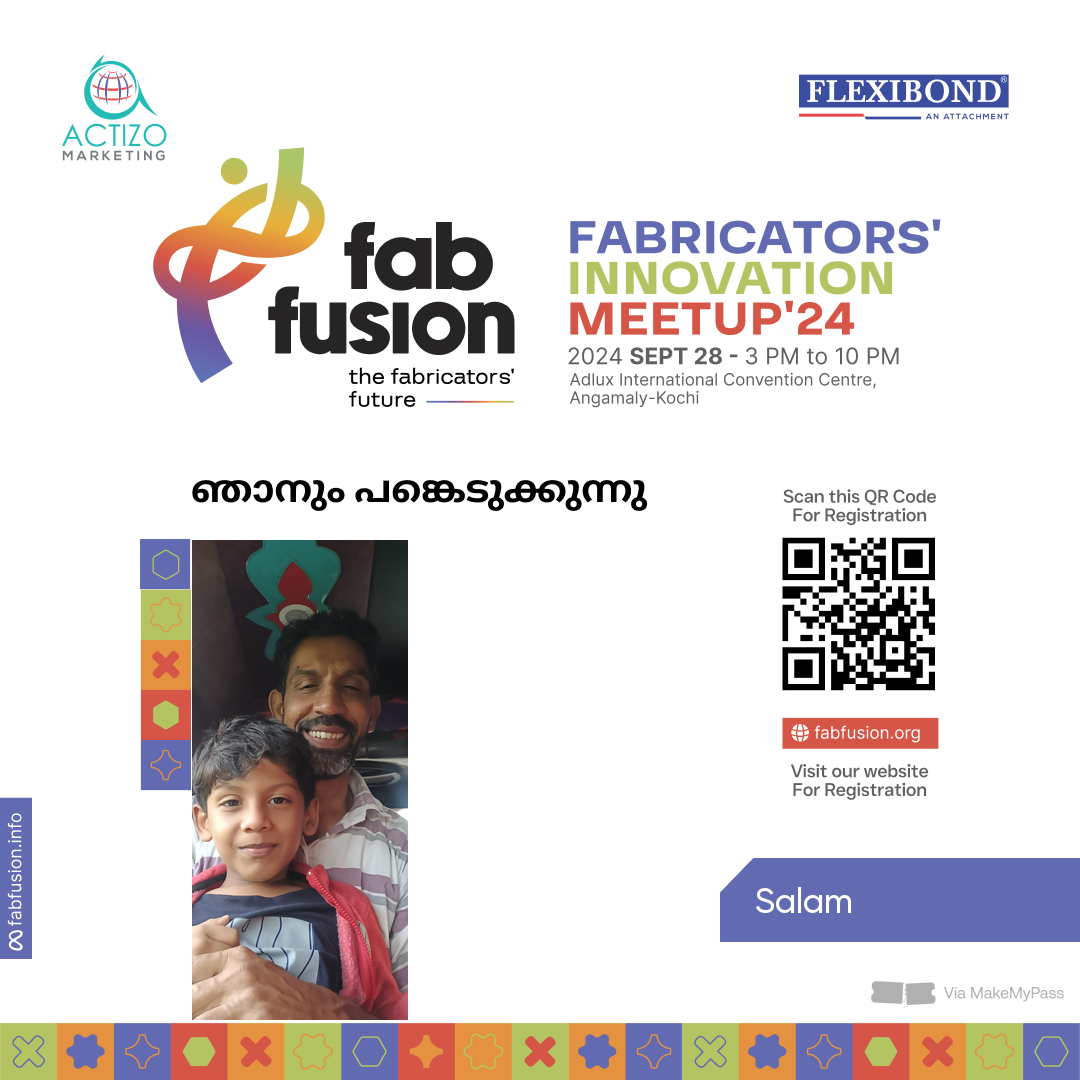 ACTIZO
MARKETING
FLEXIBOND®
AN ATTACHMENT
fab
fusion
the fabricators'
future
FABRICATORS'
INNOVATION
MEETUP'24
2024 SEPT 28 - 3 PM to 10 PM
Adlux International Convention Centre,
Angamaly-Kochi
ഞാനും പങ്കെടുക്കുന്നു
Scan this QR Code
For Registration
fabfusion.org
Visit our website
For Registration
fabfusion.info
Salam
Via MakeMyPass